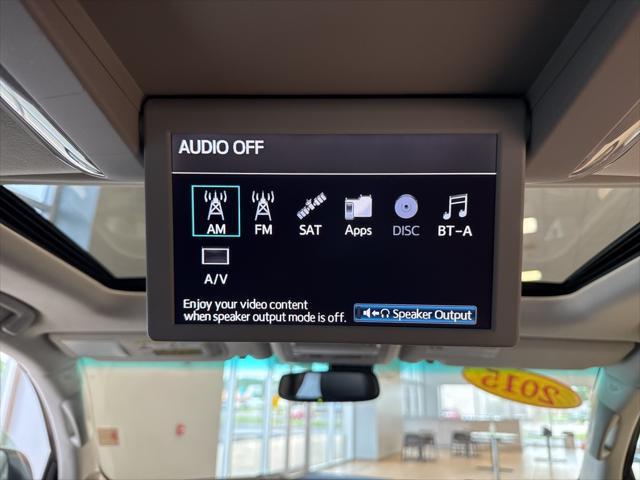 AUDIO OFF
AM FM SAT Apps DISC BT-A
A/V
Enjoy your video content
when speaker output mode is off.
Speaker Output
2015